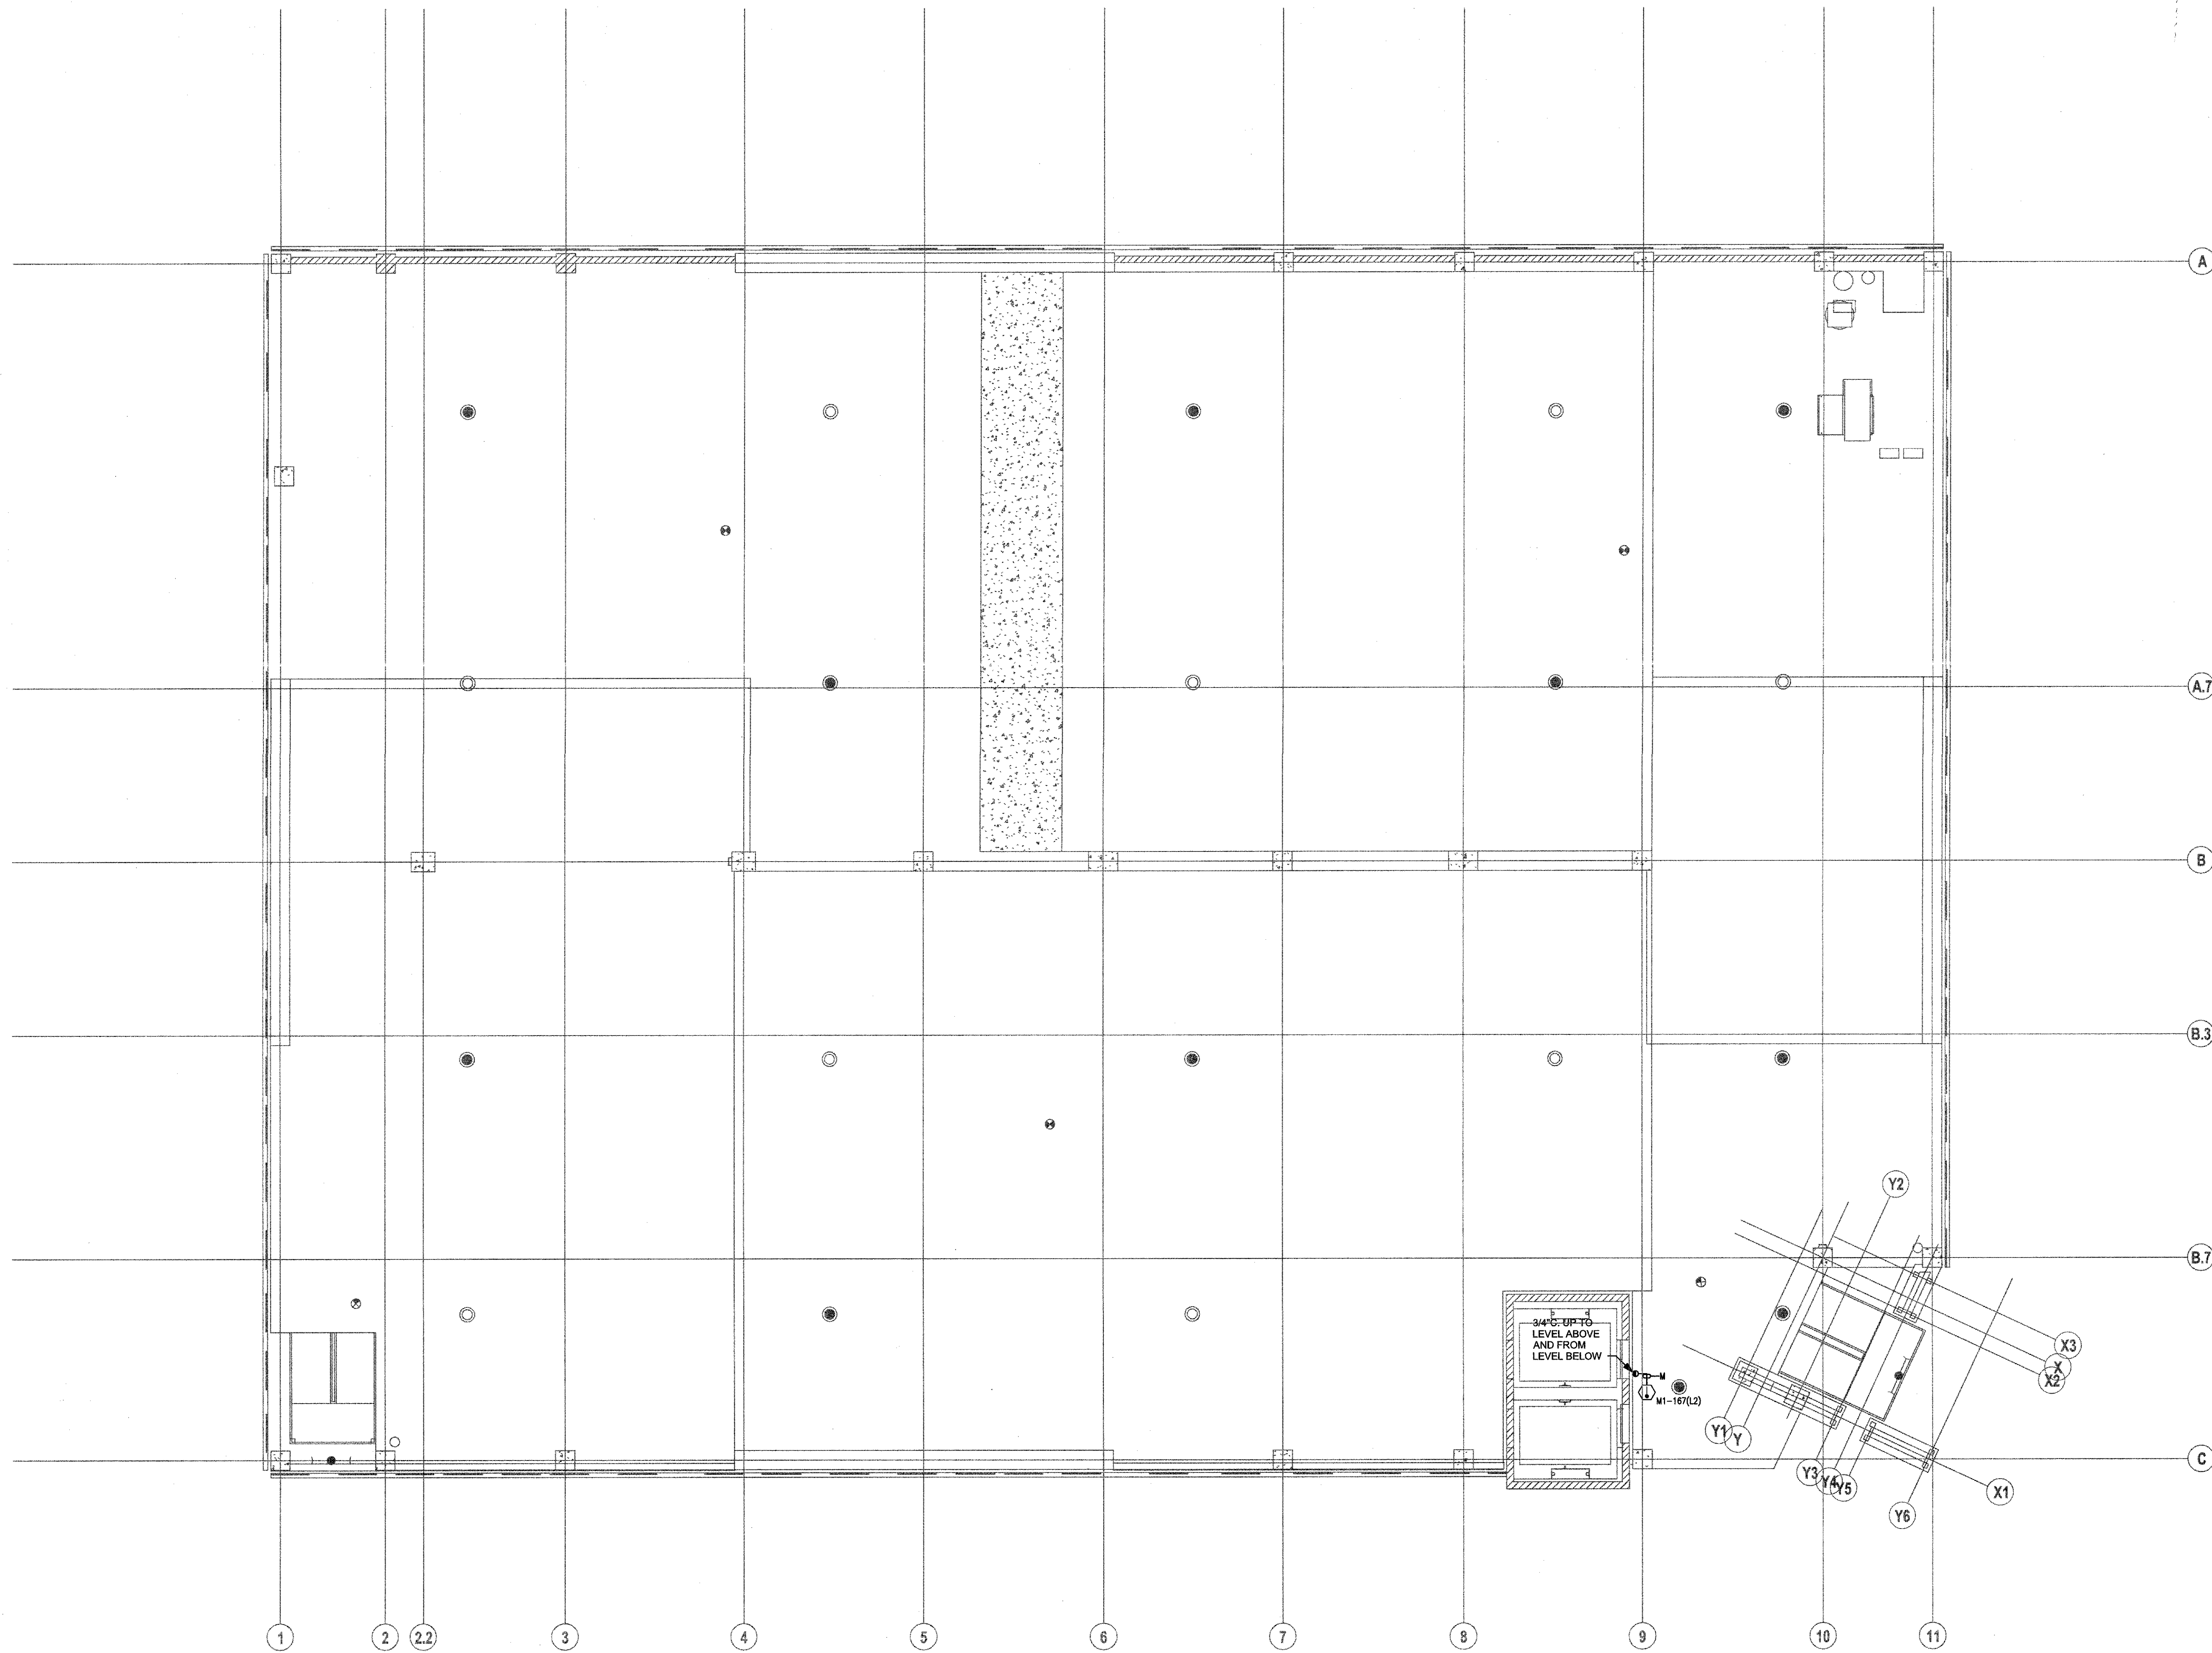 A
A.7
B
B.3
Y2
B.7
3/4"C. UP TO
LEVEL ABOVE
AND FROM
LEVEL BELOW
M
M1-167(L2)
X3
X
X2
Y1
Y
C
Y3
Y4
Y5
X1
Y6
1
2
2.2
3
4
5
6
7
8
9
10
11